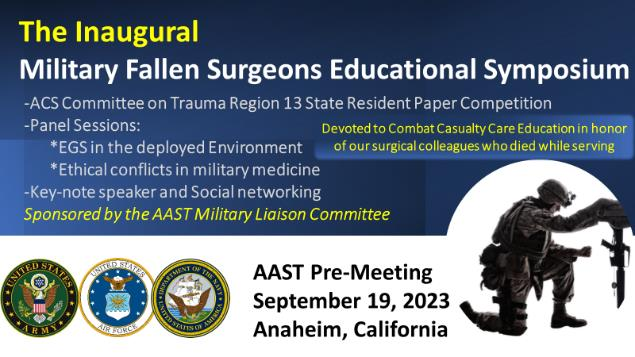 The Inaugural
Military Fallen Surgeons Educational Symposium
-ACS Committee on Trauma Region 13 State Resident Paper Competition
-Panel Sessions:
*EGS in the deployed Environment
*Ethical conflicts in military medicine
-Key-note speaker and Social networking
Sponsored by the AAST Military Liaison Committee
Devoted to Combat Casualty Care Education in honor
of our surgical colleagues who died while serving
UNITED STATES
ARMY
UNITED STATES
AIR FORCE
DEPARTMENT OF THE NAVY
UNITED STATES OF AMERICA
AAST Pre-Meeting
September 19, 2023
Anaheim, California